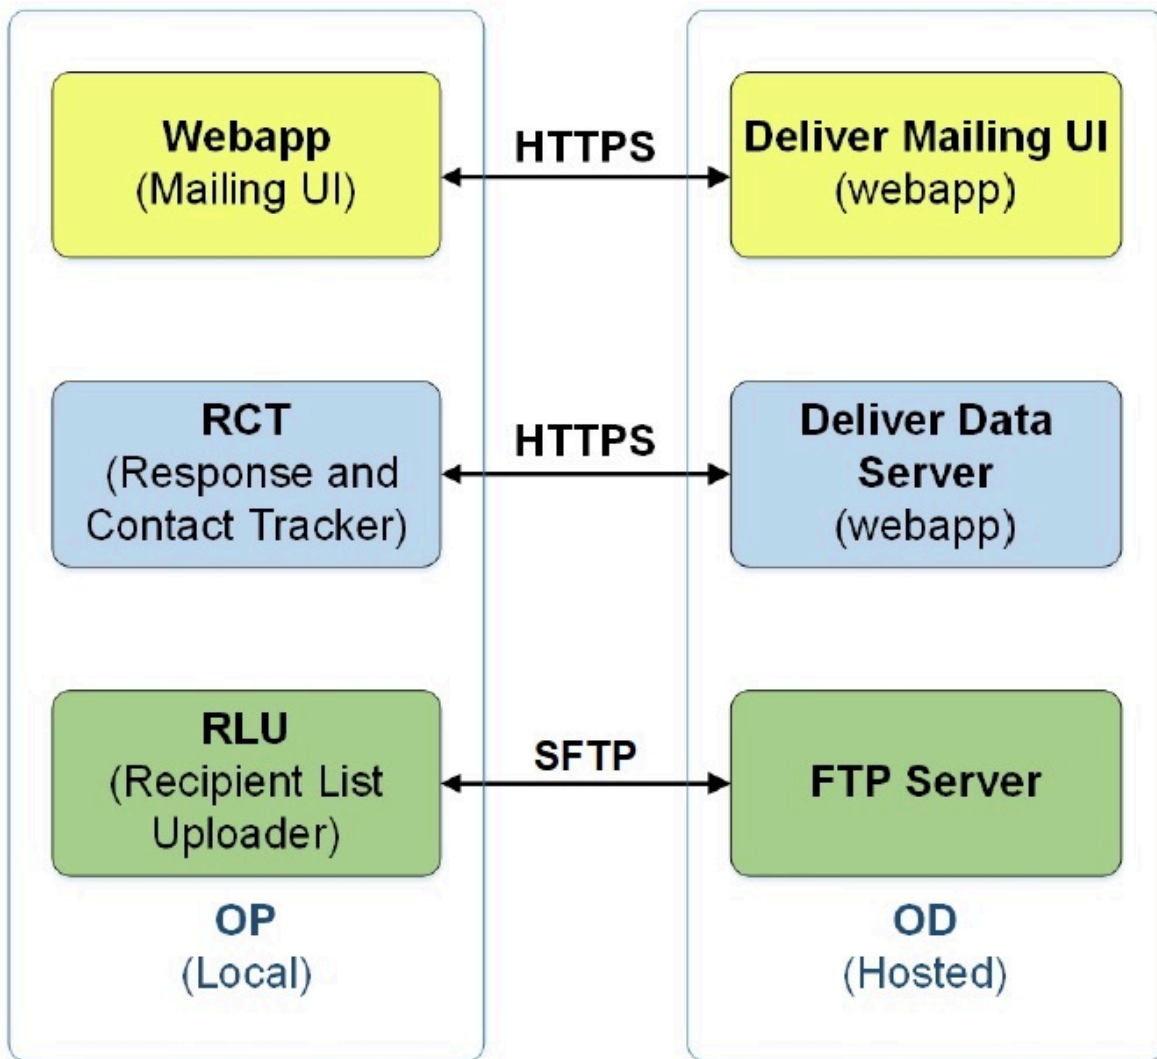 Webapp
(Mailing UI)
HTTPS
Deliver Mailing UI
(webapp)
RCT
(Response and
Contact Tracker)
HTTPS
Deliver Data
Server
(webapp)
RLU
(Recipient List
Uploader)
SFTP
FTP Server
OP
(Local)
OD
(Hosted)